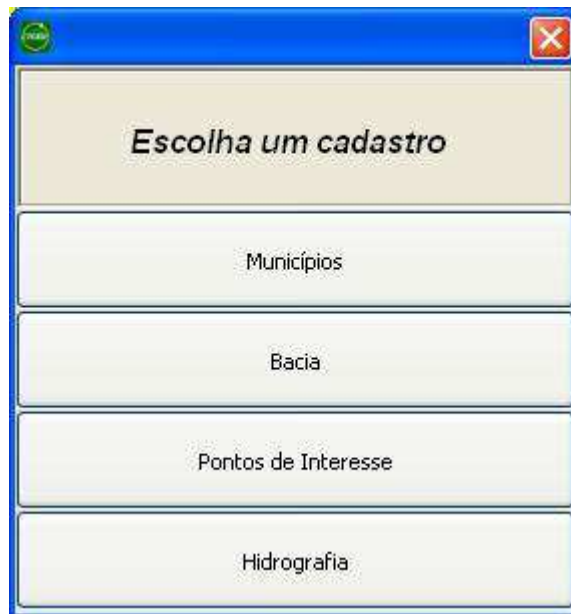 Escolha um cadastro
Municípios
Bacia
Pontos de Interesse
Hidrografia